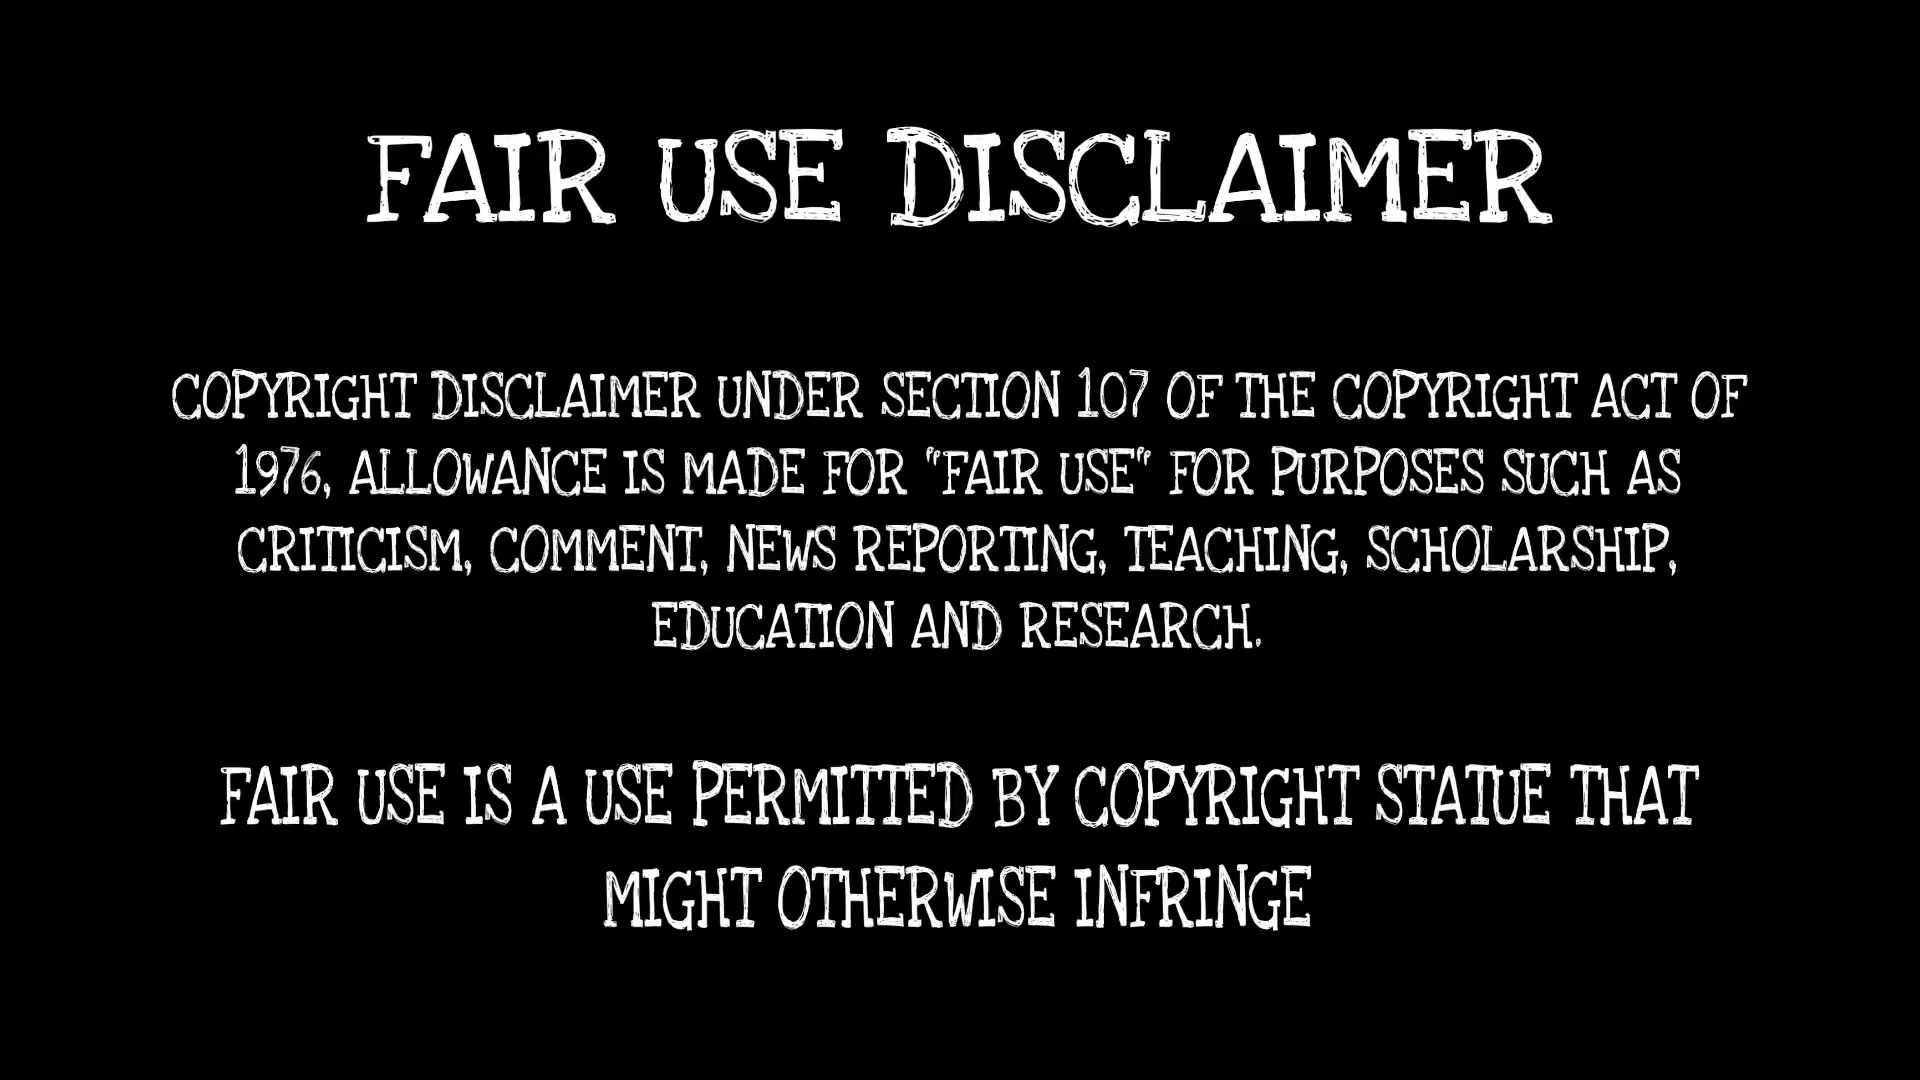 FAIR USE DISCLAIMER
COPYRIGHT DISCLAIMER UNDER SECTION 107 OF THE COPYRIGHT ACT OF
1976, ALLOWANCE IS MADE FOR "FAIR USE" FOR PURPOSES SUCH AS
CRITICISM, COMMENT, NEWS REPORTING, TEACHING, SCHOLARSHIP,
EDUCATION AND RESEARCH.
FAIR USE IS A USE PERMITTED BY COPYRIGHT STATUE THAT
MIGHT OTHERWISE INFRINGE